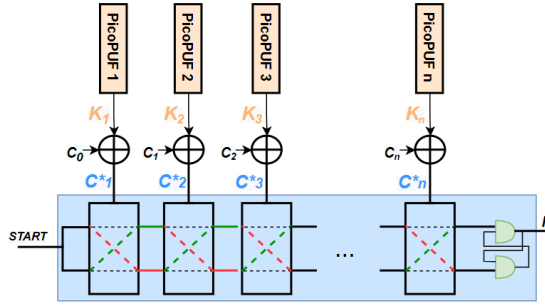 PicoPUF 1
PicoPUF 2
PicoPUF 3
PicoPUF n
K1
K2
K3
Kn
C0
C1
C2
Cn
C*1
C*2
C*3
C*n
START
...